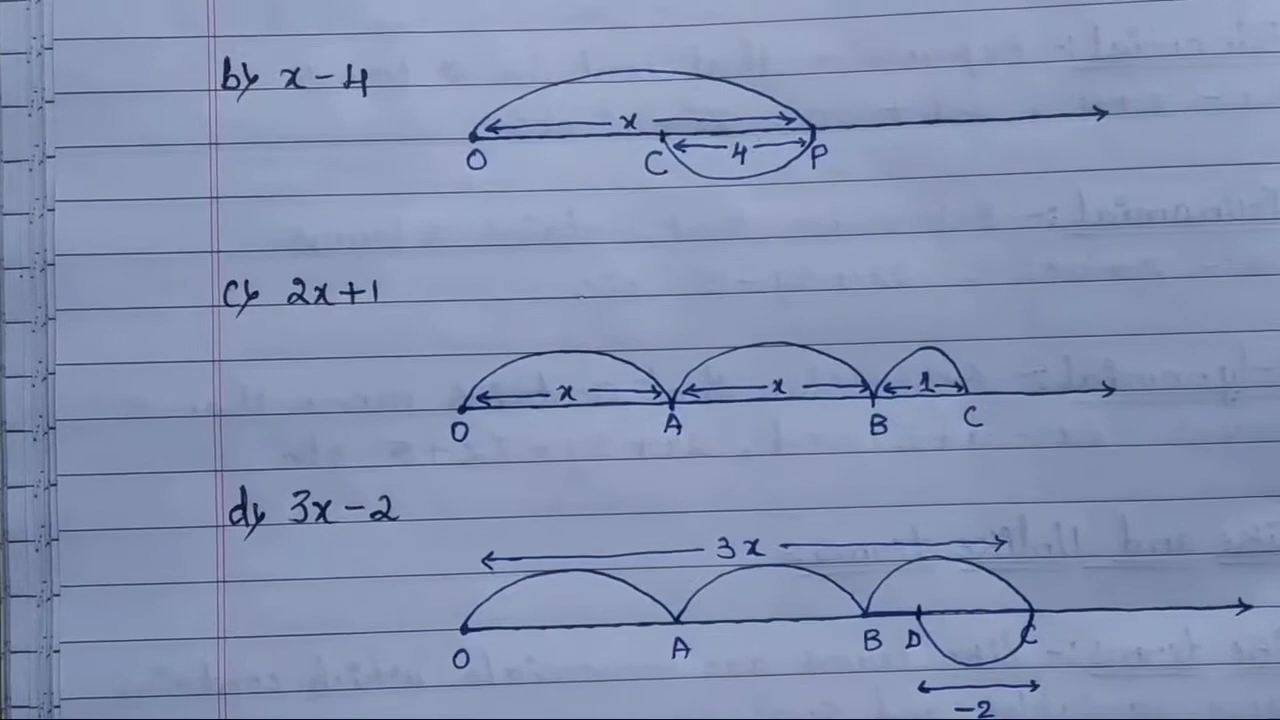 b) x - 4
x
O C 4 P
c) 2x + 1
x x 1
O A B C
d) 3x - 2
3x
O A B D C
-2